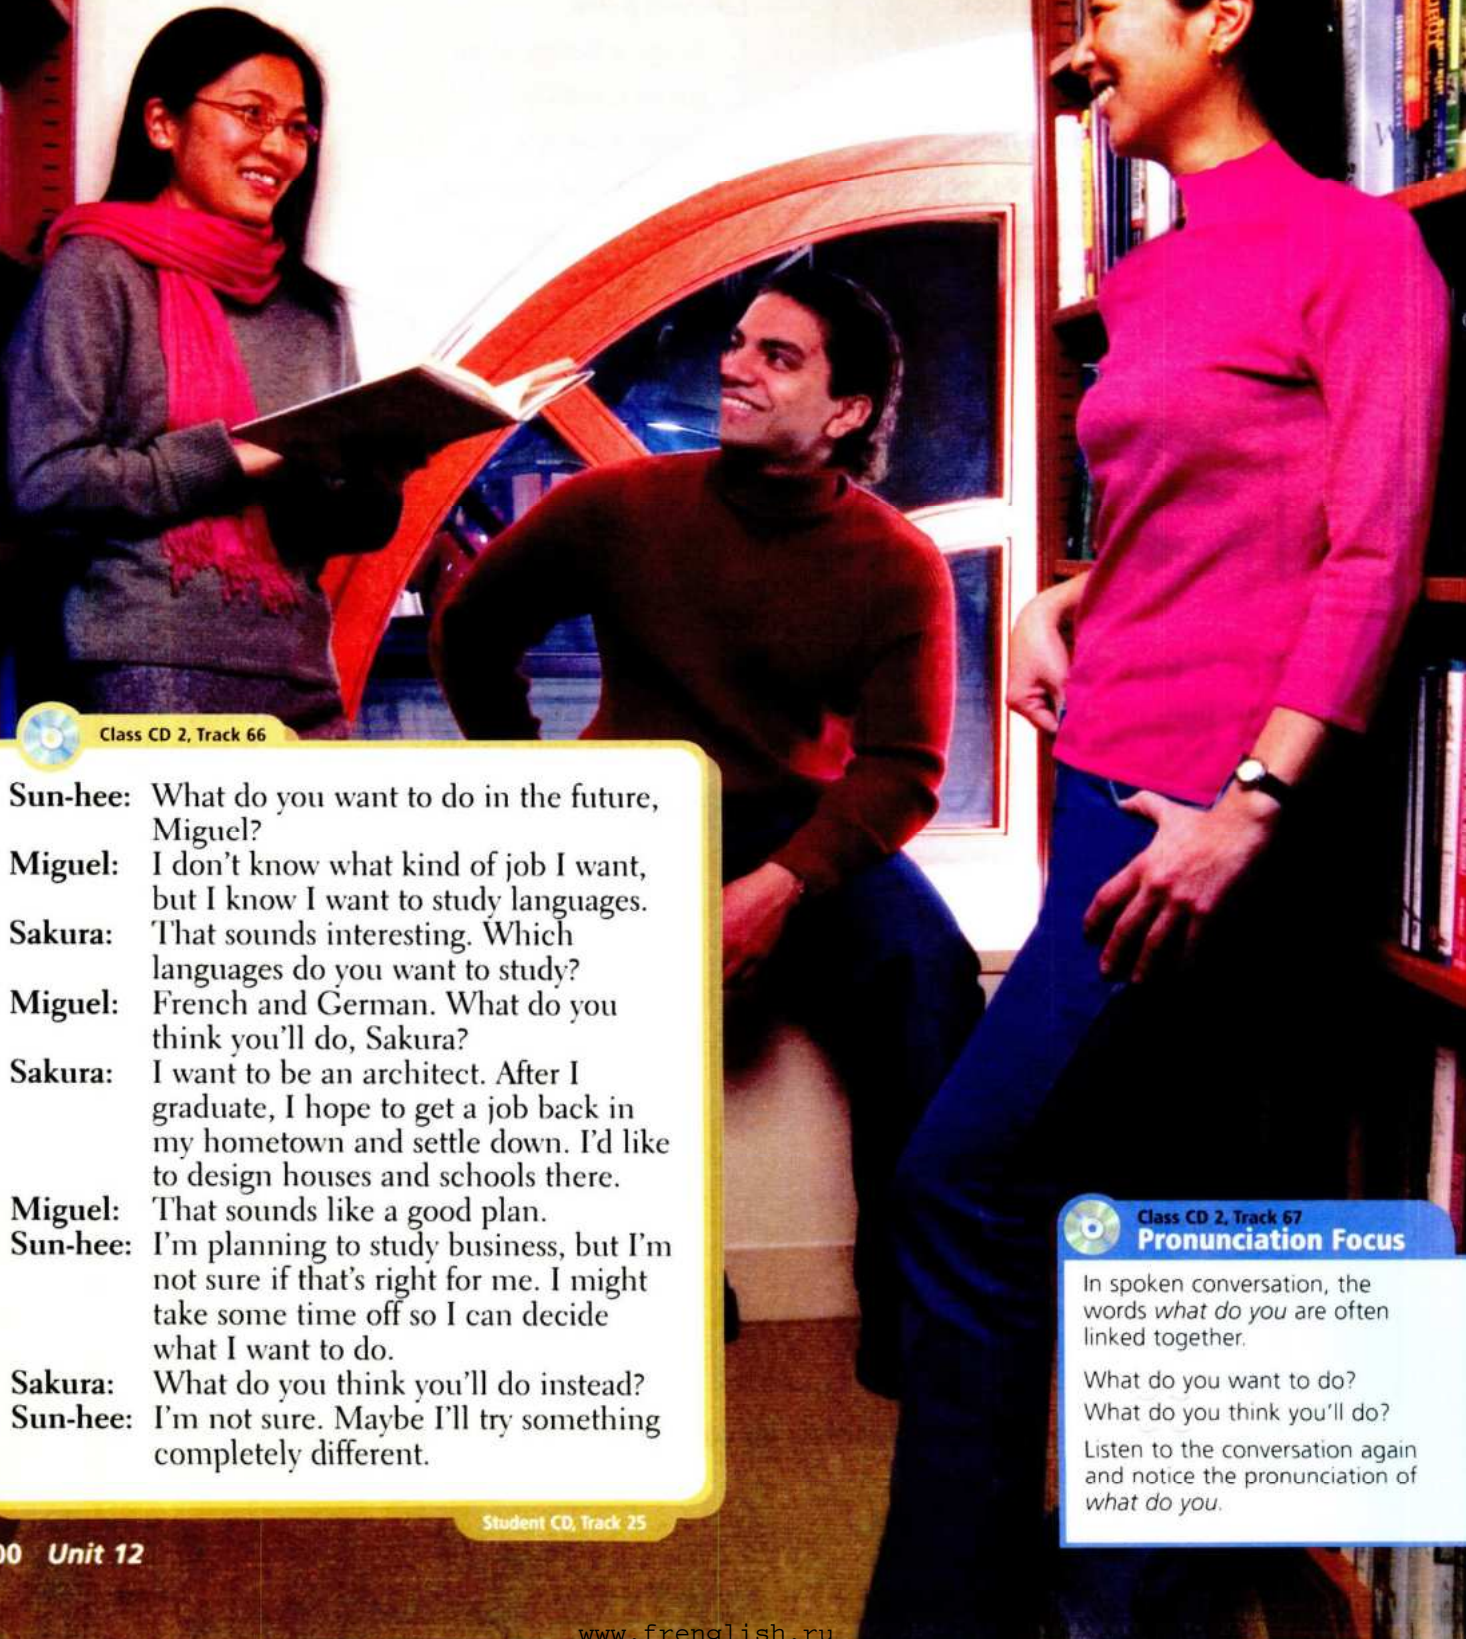 Class CD 2, Track 66
Sun-hee: What do you want to do in the future,
Miguel?
Miguel: I don't know what kind of job I want,
but I know I want to study languages.
Sakura: That sounds interesting. Which
languages do you want to study?
Miguel: French and German. What do you
think you'll do, Sakura?
Sakura: I want to be an architect. After I
graduate, I hope to get a job back in
my hometown and settle down. I'd like
to design houses and schools there.
Miguel: That sounds like a good plan.
Sun-hee: I'm planning to study business, but I'm
not sure if that's right for me. I might
take some time off so I can decide
what I want to do.
Sakura: What do you think you'll do instead?
Sun-hee: I'm not sure. Maybe I'll try something
completely different.
Student CD, Track 25
Class CD 2, Track 67
Pronunciation Focus
In spoken conversation, the
words what do you are often
linked together.
What do you want to do?
What do you think you'll do?
Listen to the conversation again
and notice the pronunciation of
what do you.
00 Unit 12
www.frenglish.ru